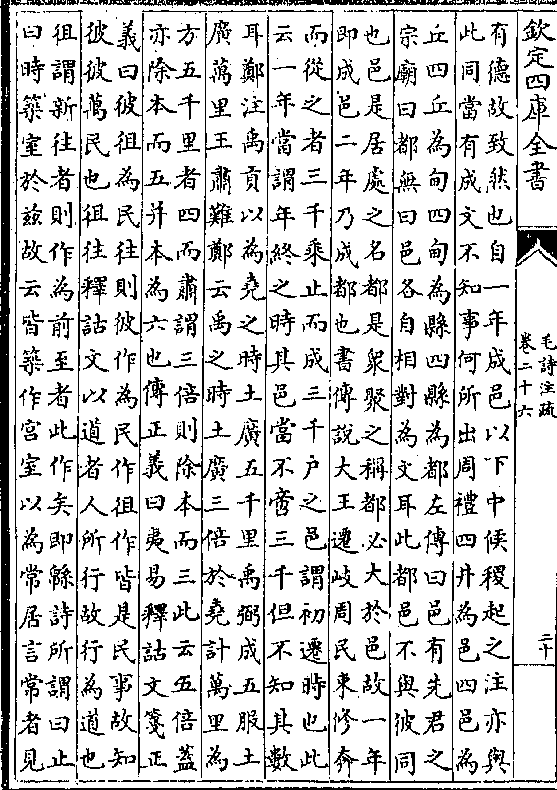 欽定四庫全書
毛詩注疏
卷二十六
二十
有德故致然也自一年成邑以下中候稷起之注亦與
此同當有成文不知事何所出周禮四井為邑四邑為
丘四丘為甸四甸為縣四縣為都左傳曰邑有先君之
宗廟曰都無曰邑各自相對為文耳此都邑不與彼同
也邑是居處之名都是衆聚之稱都必大於邑故一年
即成邑二年乃成都也書傳說大王遷岐周民束修奔
而從之者三千乘止而成三千户之邑謂初遷時也此
云一年當謂年終之時其邑當不啻三千但不知其數
耳鄭注禹貢以為堯之時土廣五千里禹弼成五服土
廣萬里王肅難鄭云禹之時土廣三倍於堯計萬里為
方五千里者四而肅謂三倍則除本而三此云五倍蓋
亦除本而五并本為六也傳正義曰夷易釋詁文箋正
義曰彼徂為民往則彼作為民作徂作皆是民事故知
彼彼萬民也徂往釋詁文以道者人所行故行為道也
徂謂新往者則作為前至者此作矣即緜詩所謂曰止
曰時築室於兹故云皆築作宮室以為常居言常者見